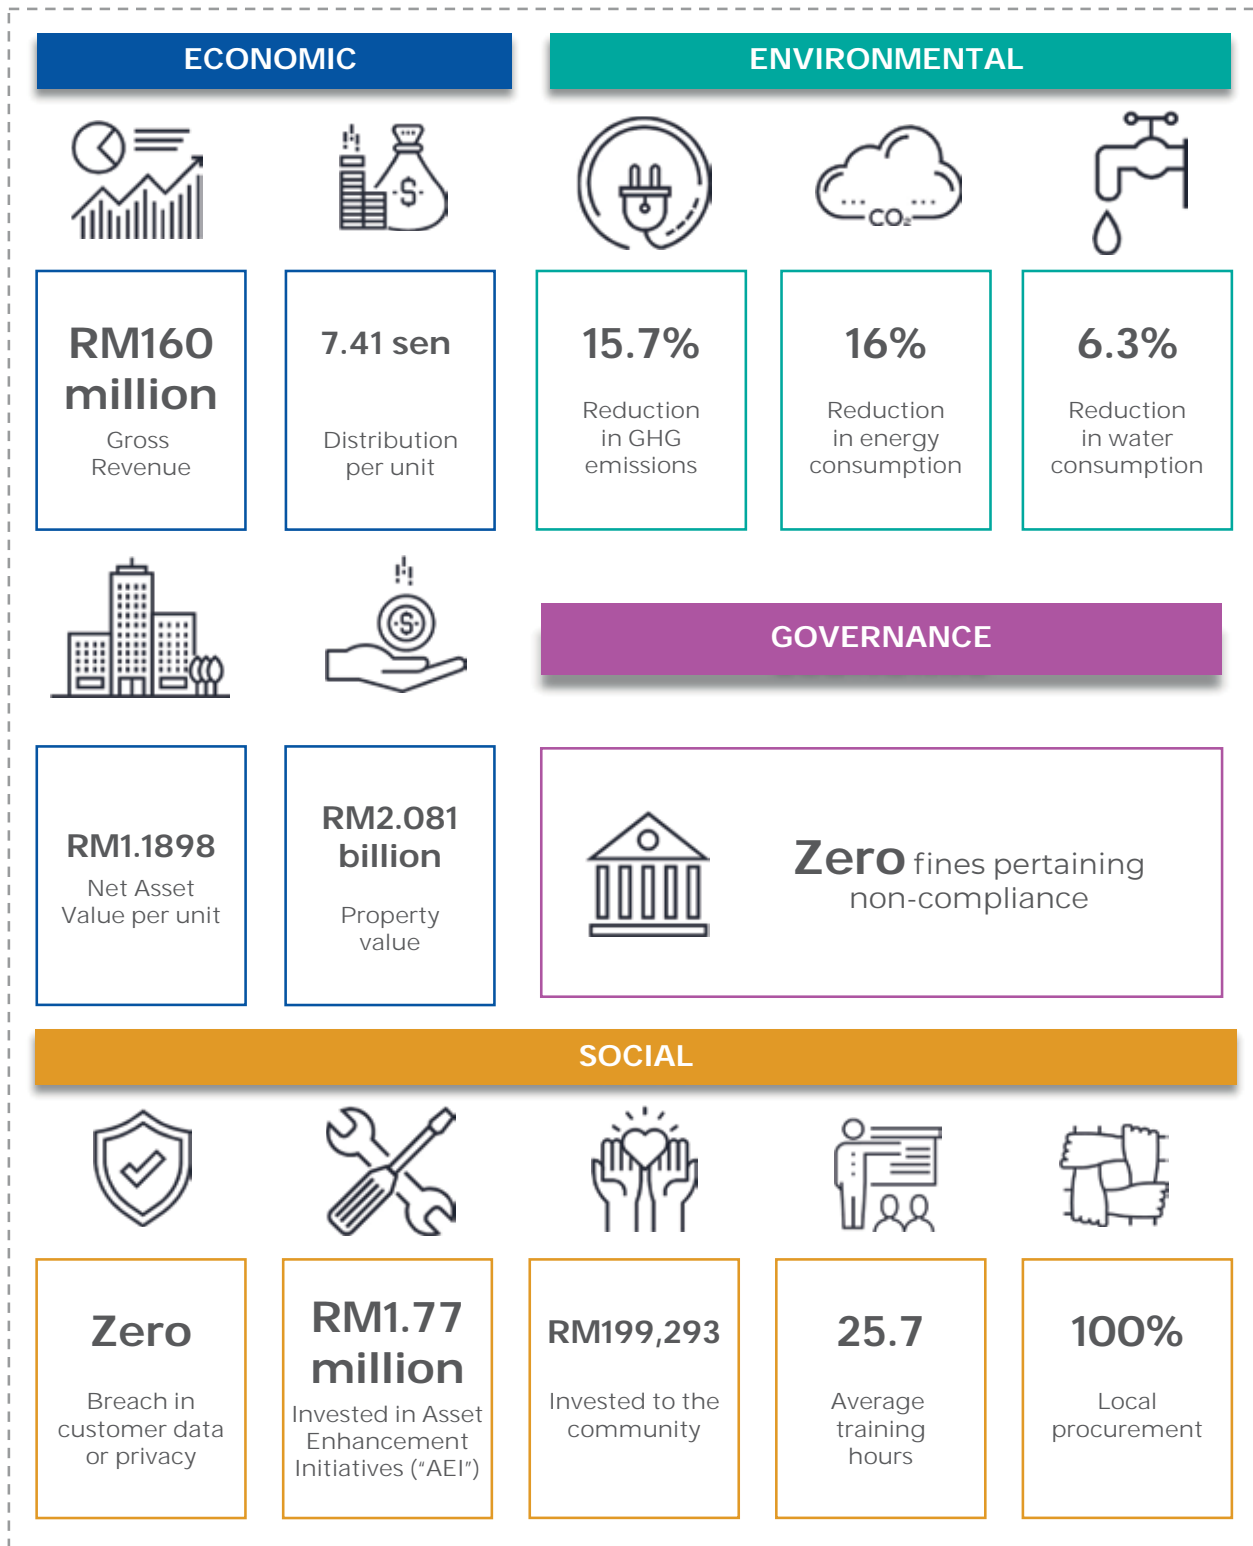 ECONOMIC
RM160
million
Gross
Revenue
7.41 sen
Distribution
per unit
RM1.1898
Net Asset
Value per unit
RM2.081
billion
Property
value
ENVIRONMENTAL
CO₂
15.7%
Reduction
in GHG
emissions
16%
Reduction
in energy
consumption
6.3%
Reduction
in water
consumption
GOVERNANCE
Zero fines pertaining
non-compliance
SOCIAL
Zero
Breach in
customer data
or privacy
RM1.77
million
Invested in Asset
Enhancement
Initiatives (“AEI”)
RM199,293
Invested to the
community
25.7
Average
training
hours
100%
Local
procurement